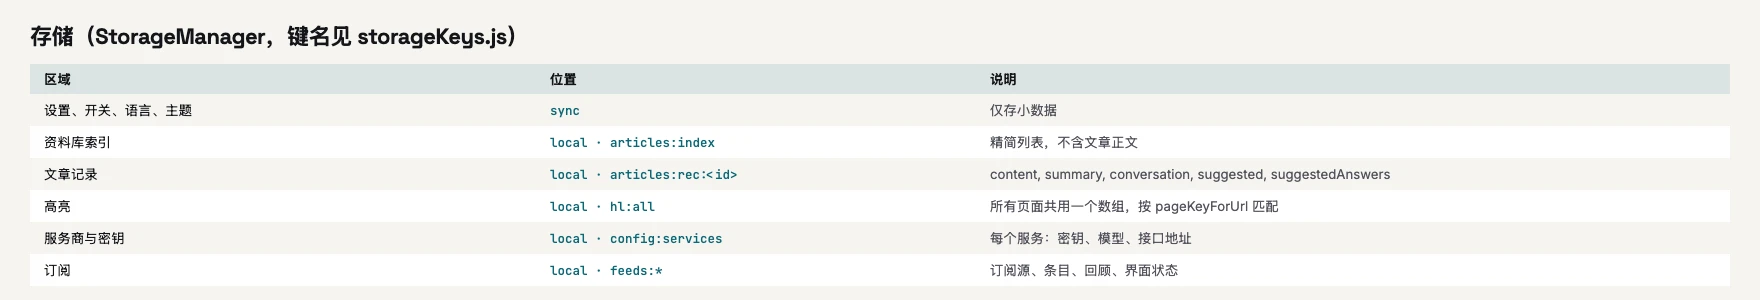 存储（StorageManager，键名见 storageKeys.js）
区域 位置 说明
设置、开关、语言、主题 sync 仅存小数据
资料库索引 local · articles:index 精简列表，不含文章正文
文章记录 local · articles:rec:<id> content, summary, conversation, suggested, suggestedAnswers
高亮 local · hl:all 所有页面共用一个数组，按 pageKeyForUrl 匹配
服务商与密钥 local · config:services 每个服务：密钥、模型、接口地址
订阅 local · feeds:* 订阅源、条目、回顾、界面状态